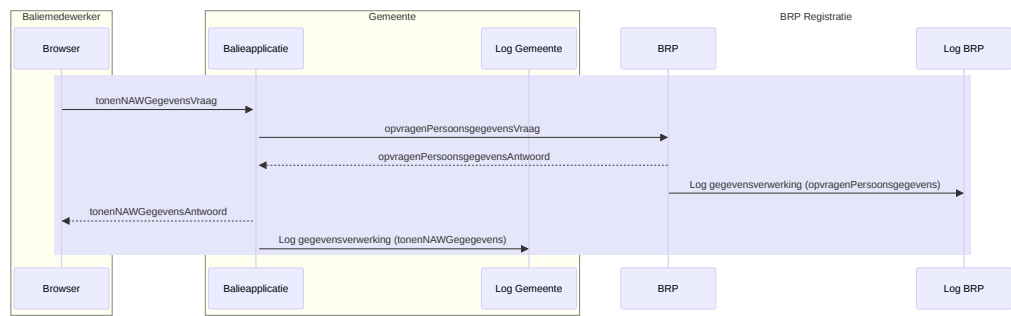 Baliemedewerker
Gemeente
BRP Registratie
Browser
Balieapplicatie
Log Gemeente
BRP
Log BRP
tonenNAWGegevensVraag
opvragenPersoonsgegevensVraag
opvragenPersoonsgegevensAntwoord
Log gegevensverwerking (opvragenPersoonsgegevens)
tonenNAWGegevensAntwoord
Log gegevensverwerking (tonenNAWGegegevens)
Browser
Balieapplicatie
Log Gemeente
BRP
Log BRP